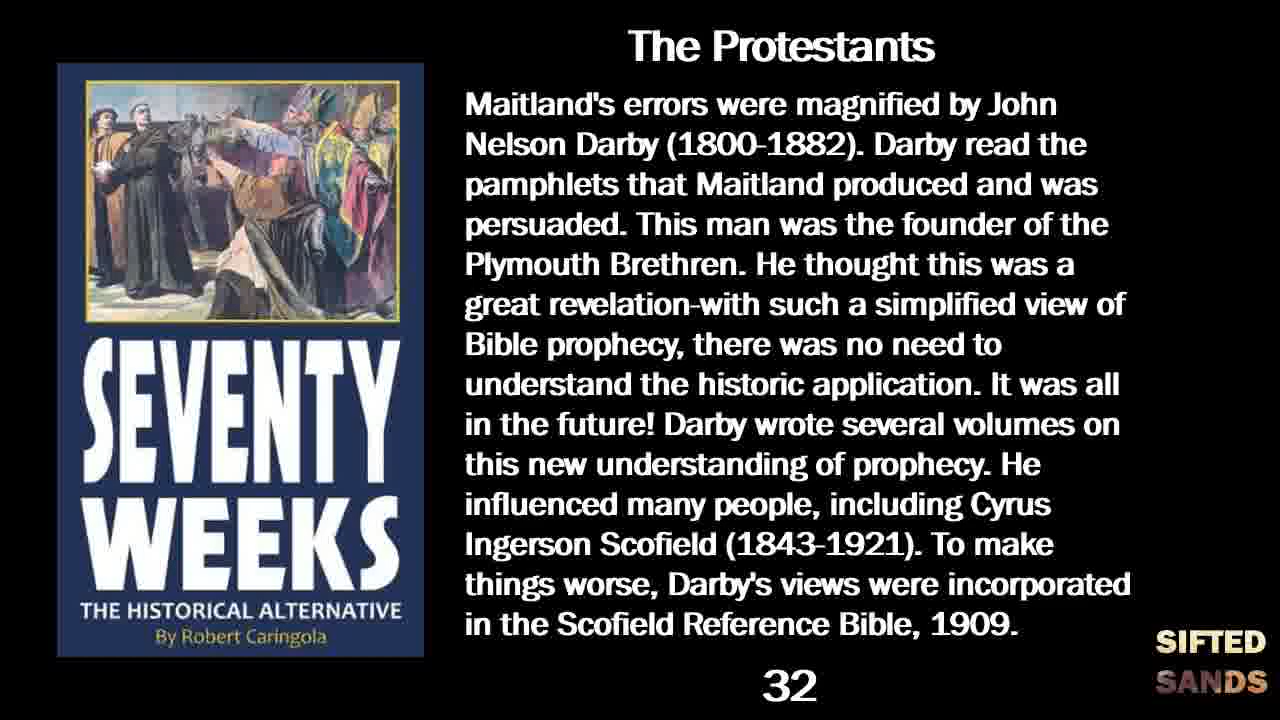 The Protestants
Maitland's errors were magnified by John
Nelson Darby (1800-1882). Darby read the
pamphlets that Maitland produced and was
persuaded. This man was the founder of the
Plymouth Brethren. He thought this was a
great revelation-with such a simplified view of
Bible prophecy, there was no need to
understand the historic application. It was all
in the future! Darby wrote several volumes on
this new understanding of prophecy. He
influenced many people, including Cyrus
Ingerson Scofield (1843-1921). To make
things worse, Darby's views were incorporated
in the Scofield Reference Bible, 1909.
32
SEVENTY
WEEKS
THE HISTORICAL ALTERNATIVE
By Robert Caringola
SIFTED
SANDS